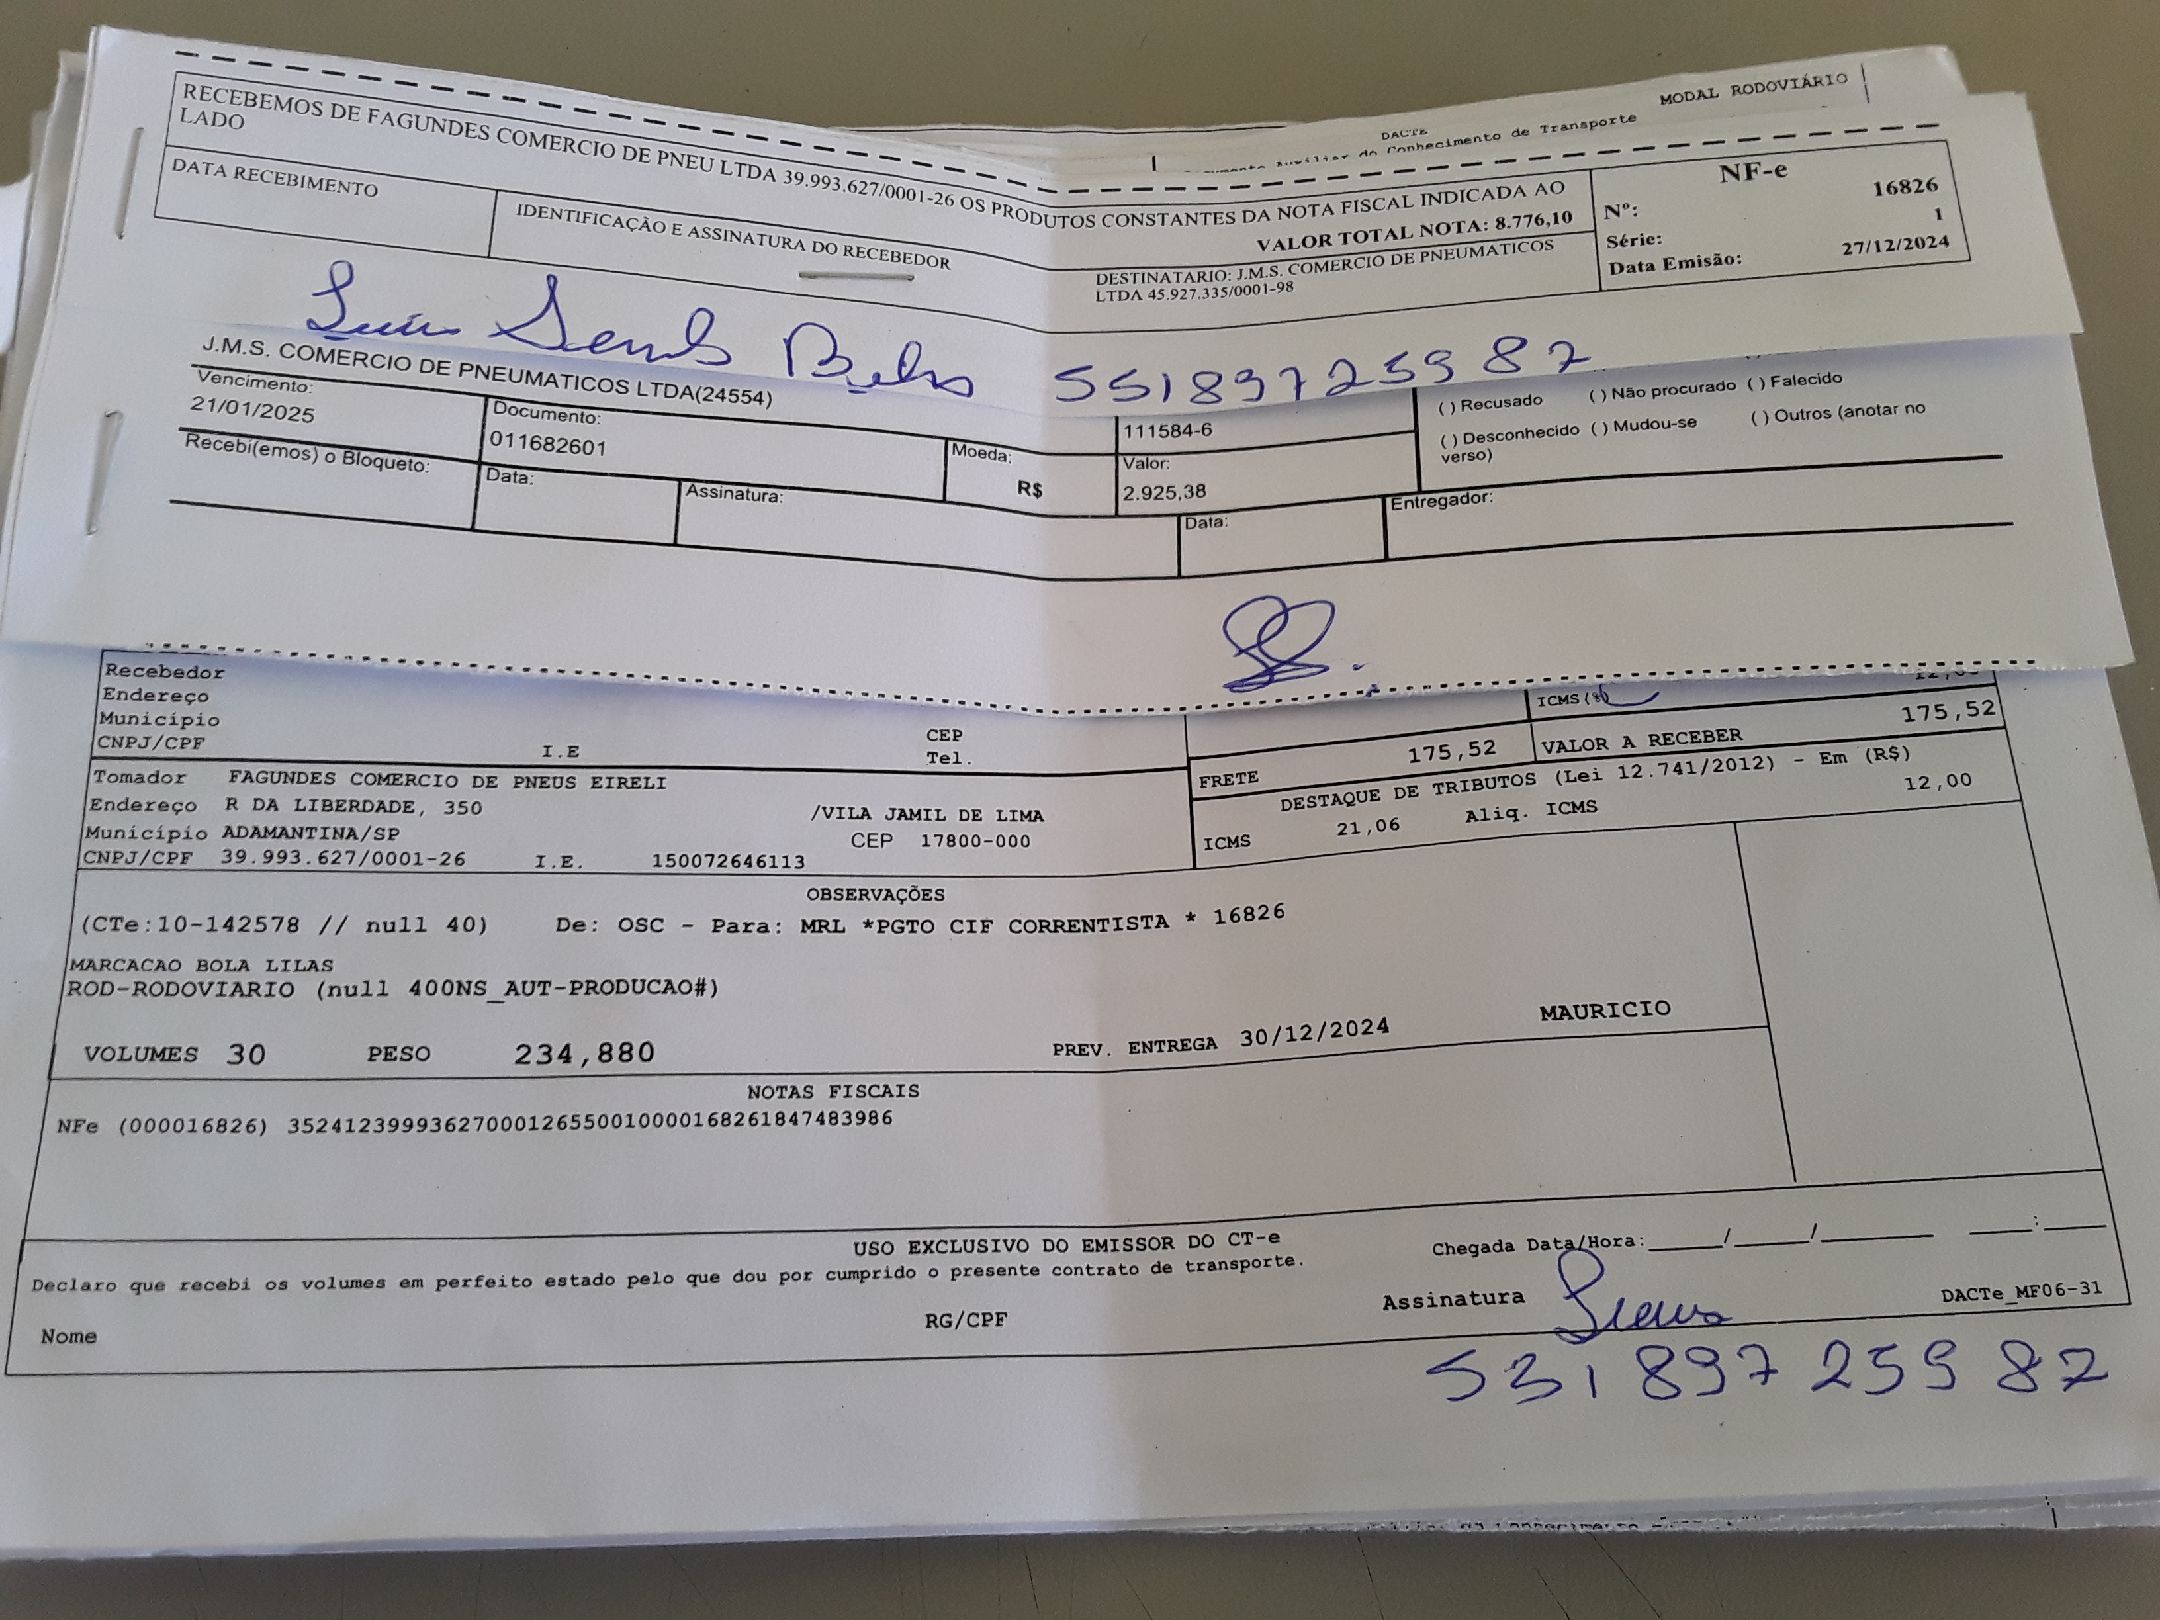 MODAL RODOVIÁRIO
DACTE
Conhecimento de Transporte
RECEBEMOS DE FAGUNDES COMERCIO DE PNEU LTDA 39.993.627/0001-26 OS PRODUTOS CONSTANTES DA NOTA FISCAL INDICADA AO
LADO
VALOR TOTAL NOTA: 8.776,10
DATA RECEBIMENTO
IDENTIFICAÇÃO E ASSINATURA DO RECEBEDOR
DESTINATARIO: J.M.S. COMERCIO DE PNEUMATICOS
LTDA 45.927.335/0001-98
NF-e
Nº: 16826
Série: 1
Data Emissão: 27/12/2024
55189725987
J.M.S. COMERCIO DE PNEUMATICOS LTDA(24554)
Vencimento:
21/01/2025
Documento:
011682601
Moeda:
R$
111584-6
Valor:
2.925,38
( ) Recusado ( ) Não procurado ( ) Falecido
( ) Desconhecido ( ) Mudou-se ( ) Outros (anotar no
verso)
Recebi(emos) o Bloqueto:
Data:
Assinatura:
Data:
Entregador:
Recebedor
Endereço
Município CEP
CNPJ/CPF I.E Tel.
ICMS
FRETE 175,52 VALOR A RECEBER 175,52
DESTAQUE DE TRIBUTOS (Lei 12.741/2012) - Em (R$)
ICMS 21,06 Aliq. ICMS 12,00
Tomador FAGUNDES COMERCIO DE PNEUS EIRELI
Endereço R DA LIBERDADE, 350 /VILA JAMIL DE LIMA
Município ADAMANTINA/SP CEP 17800-000
CNPJ/CPF 39.993.627/0001-26 I.E. 150072646113
OBSERVAÇÕES
(CTe:10-142578 // null 40) De: OSC - Para: MRL *PGTO CIF CORRENTISTA * 16826
MARCACAO BOLA LILAS
ROD-RODOVIARIO (null 400NS_AUT-PRODUCAO#)
MAURICIO
VOLUMES 30 PESO 234,880 PREV. ENTREGA 30/12/2024
NOTAS FISCAIS
NFe (000016826) 35241239993627000126550010000168261847483986
USO EXCLUSIVO DO EMISSOR DO CT-e
Declaro que recebi os volumes em perfeito estado pelo que dou por cumprido o presente contrato de transporte.
Chegada Data/Hora:_____/_____/_______ ____:____
Nome RG/CPF Assinatura
DACTe_MF06-31
53189725987